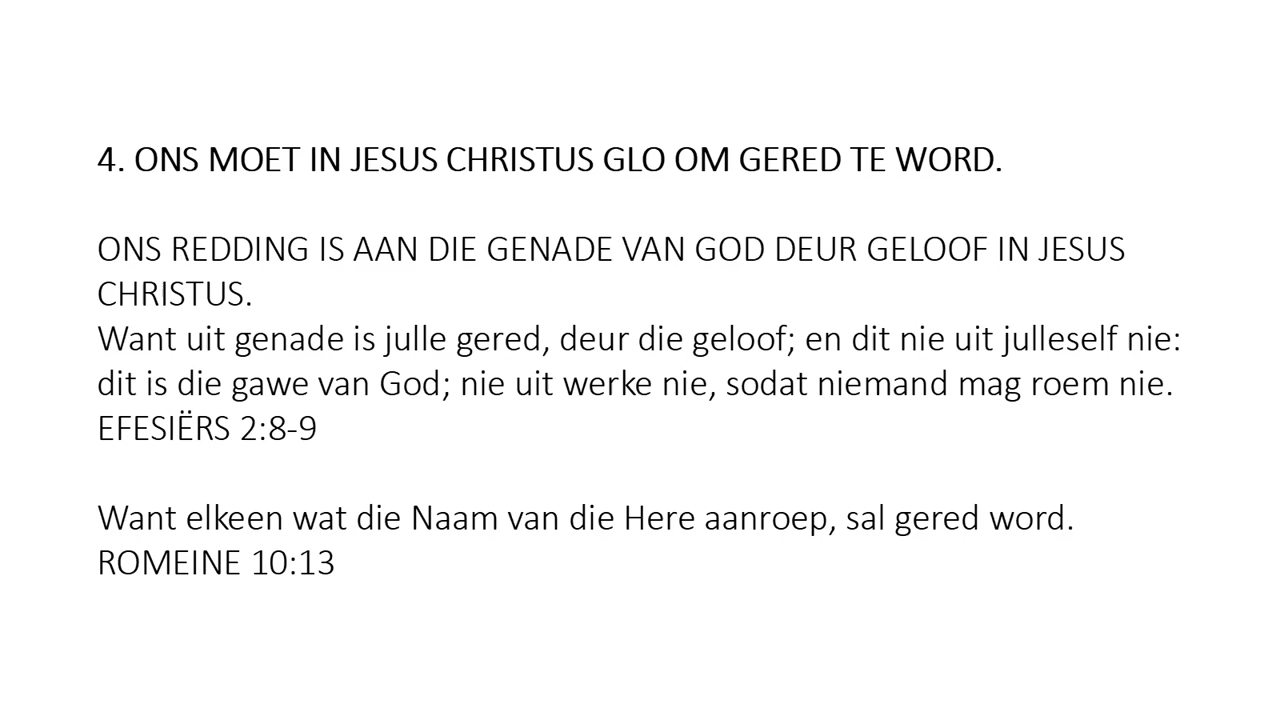 4. ONS MOET IN JESUS CHRISTUS GLO OM GERED TE WORD.
ONS REDDING IS AAN DIE GENADE VAN GOD DEUR GELOOF IN JESUS
CHRISTUS.
Want uit genade is julle gered, deur die geloof; en dit nie uit julleself nie:
dit is die gawe van God; nie uit werke nie, sodat niemand mag roem nie.
EFESIËRS 2:8-9
Want elkeen wat die Naam van die Here aanroep, sal gered word.
ROMEINE 10:13